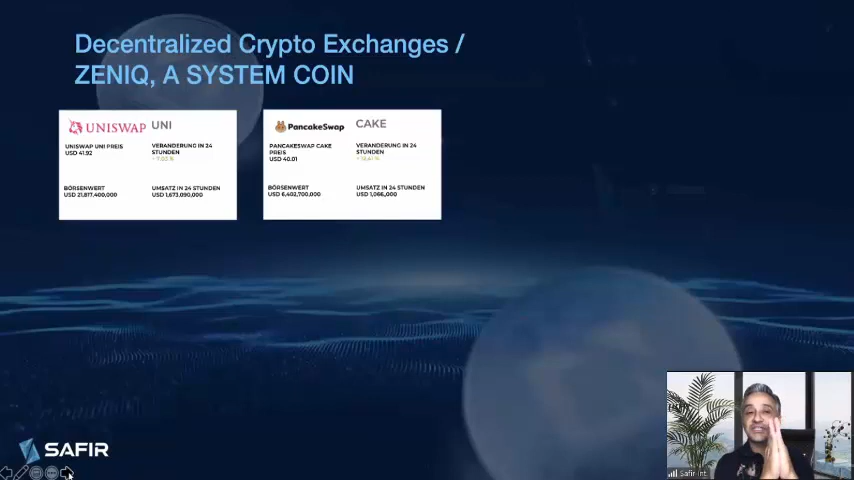 Decentralized Crypto Exchanges /
ZENIQ, A SYSTEM COIN
UNISWAP UNI
UNISWAP UNI PREIS
USD 41.92
VERÄNDERUNG IN 24
STUNDEN
BÖRSENWERT
USD 21,817,400,000
UMSATZ IN 24 STUNDEN
USD 1,673,090,000
PancakeSwap CAKE
PANCAKESWAP CAKE
PREIS
USD 40.01
VERÄNDERUNG IN 24
STUNDEN
BÖRSENWERT
USD 6,402,700,000
UMSATZ IN 24 STUNDEN
USD 1,066,000
SAFIR
Safir Int.